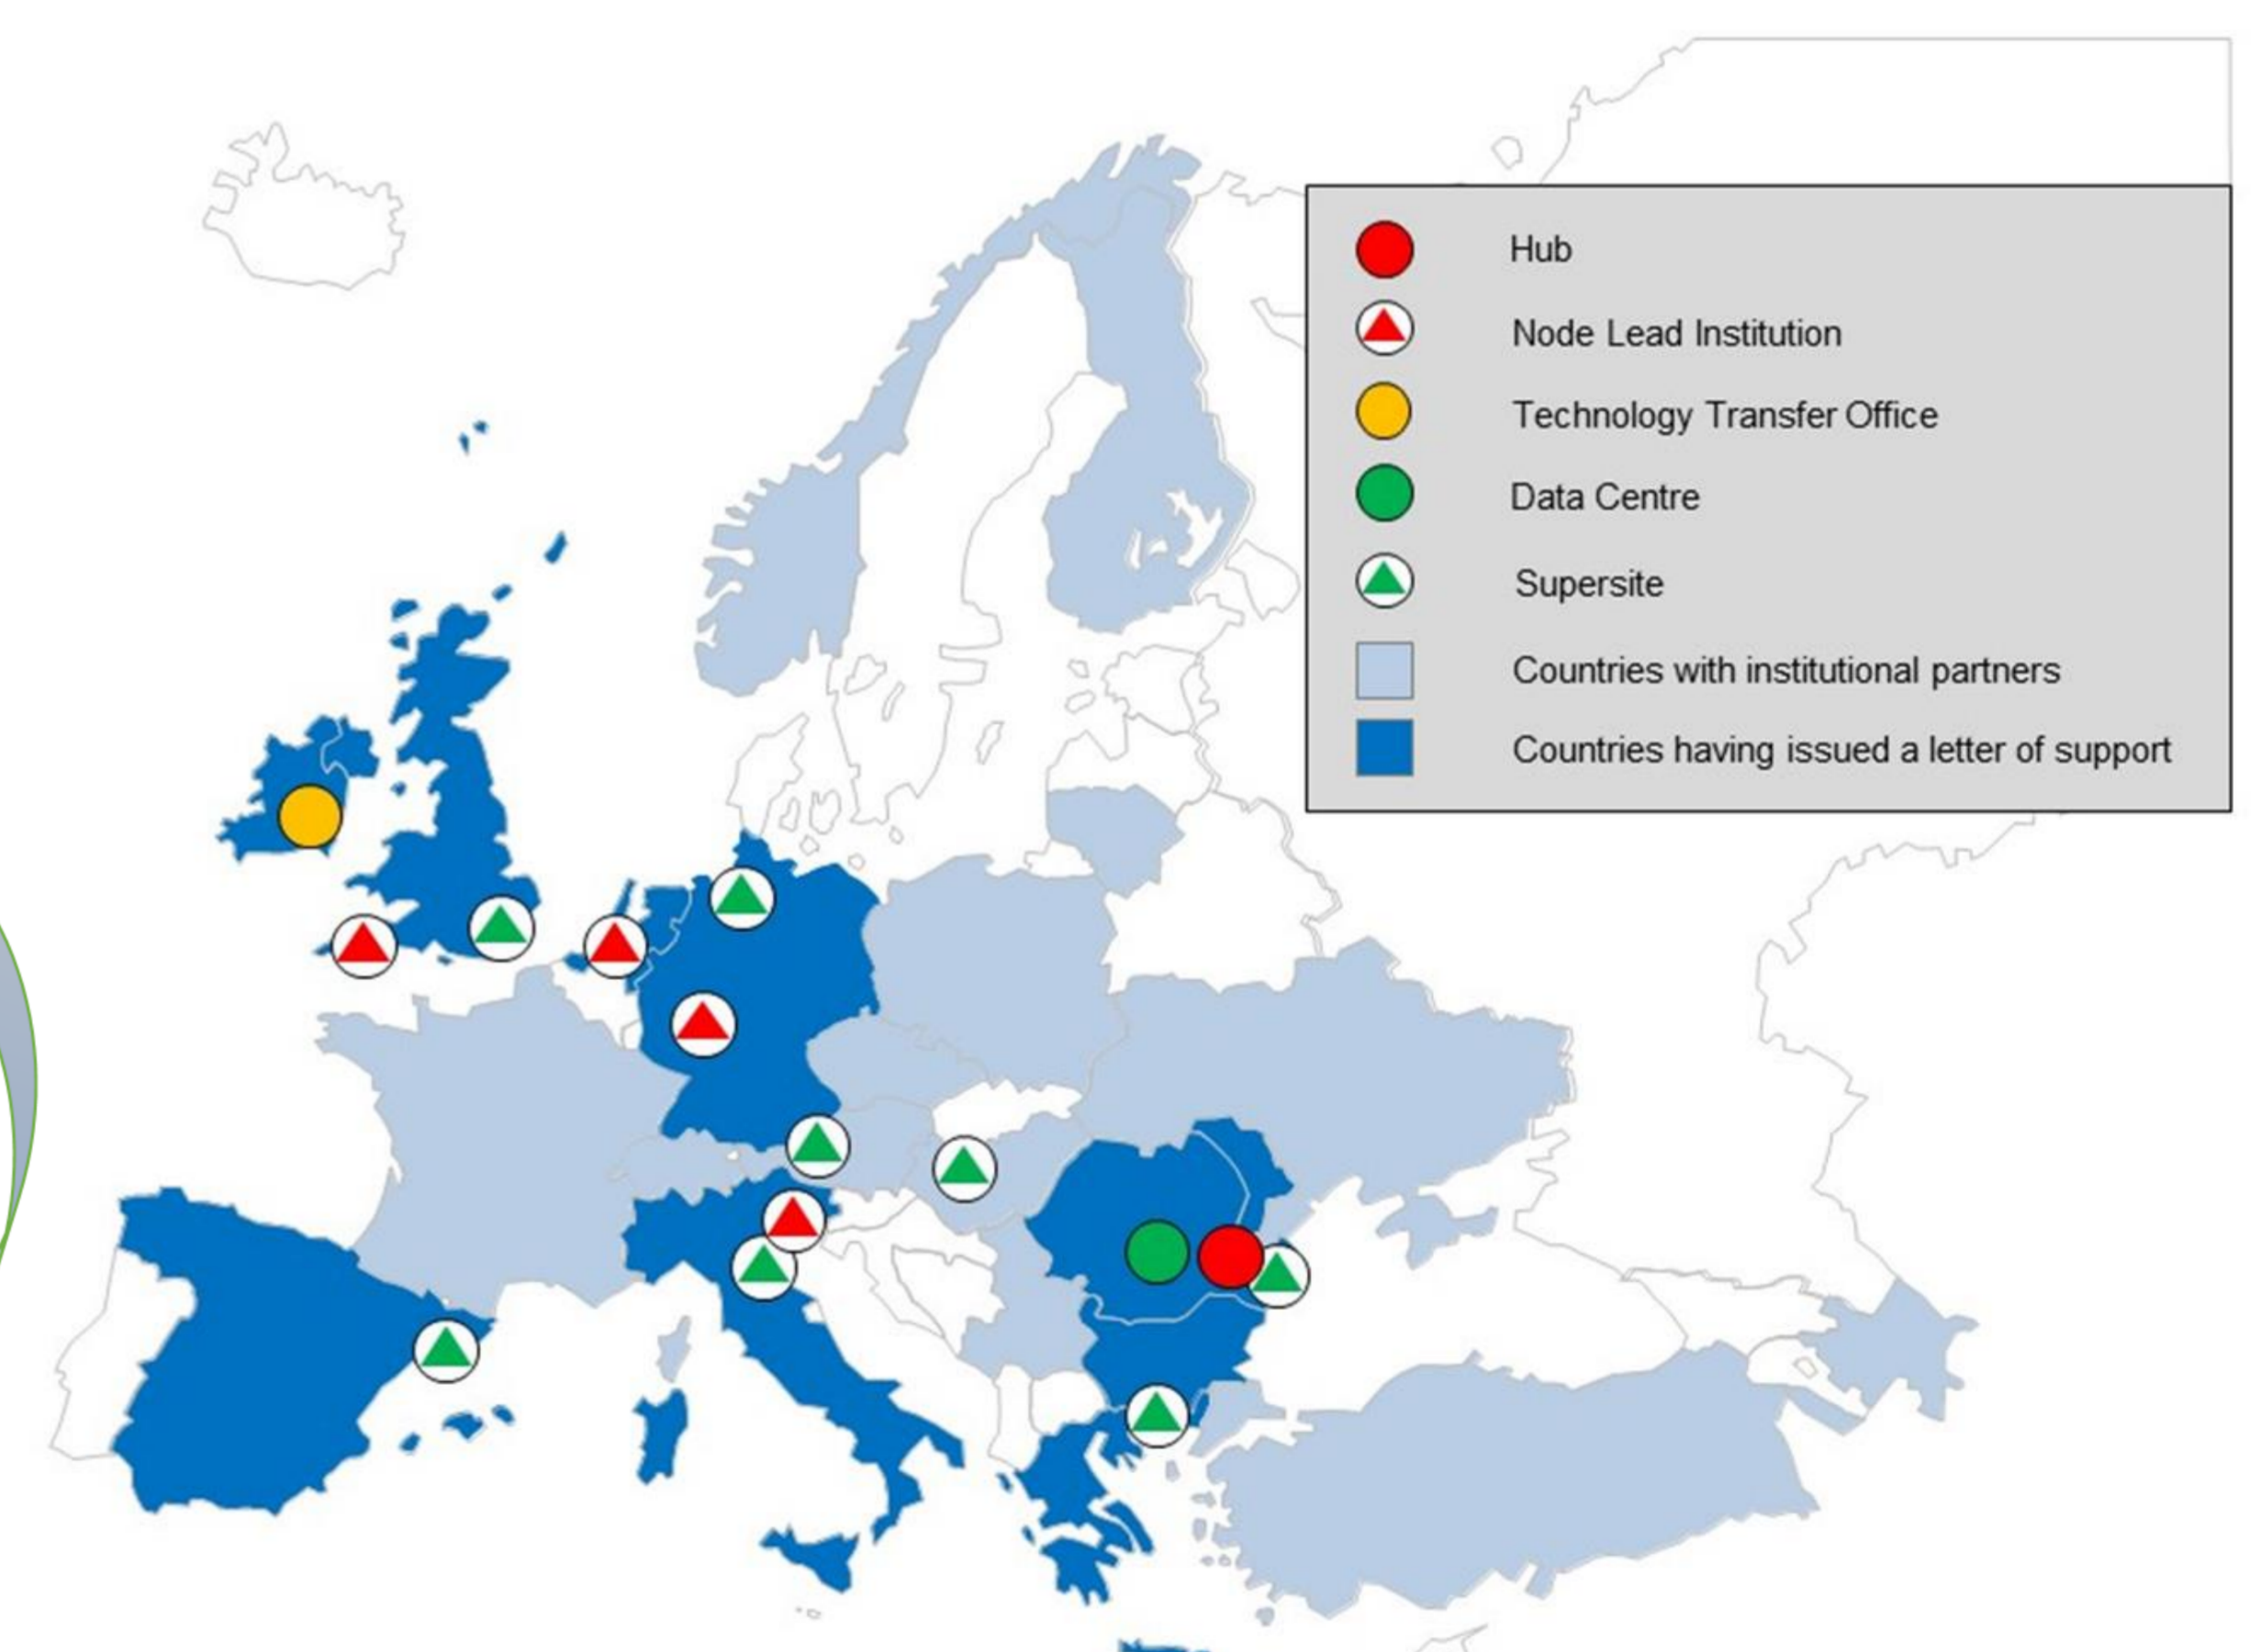 Hub
Node Lead Institution
Technology Transfer Office
Data Centre
Supersite
Countries with institutional partners
Countries having issued a letter of support